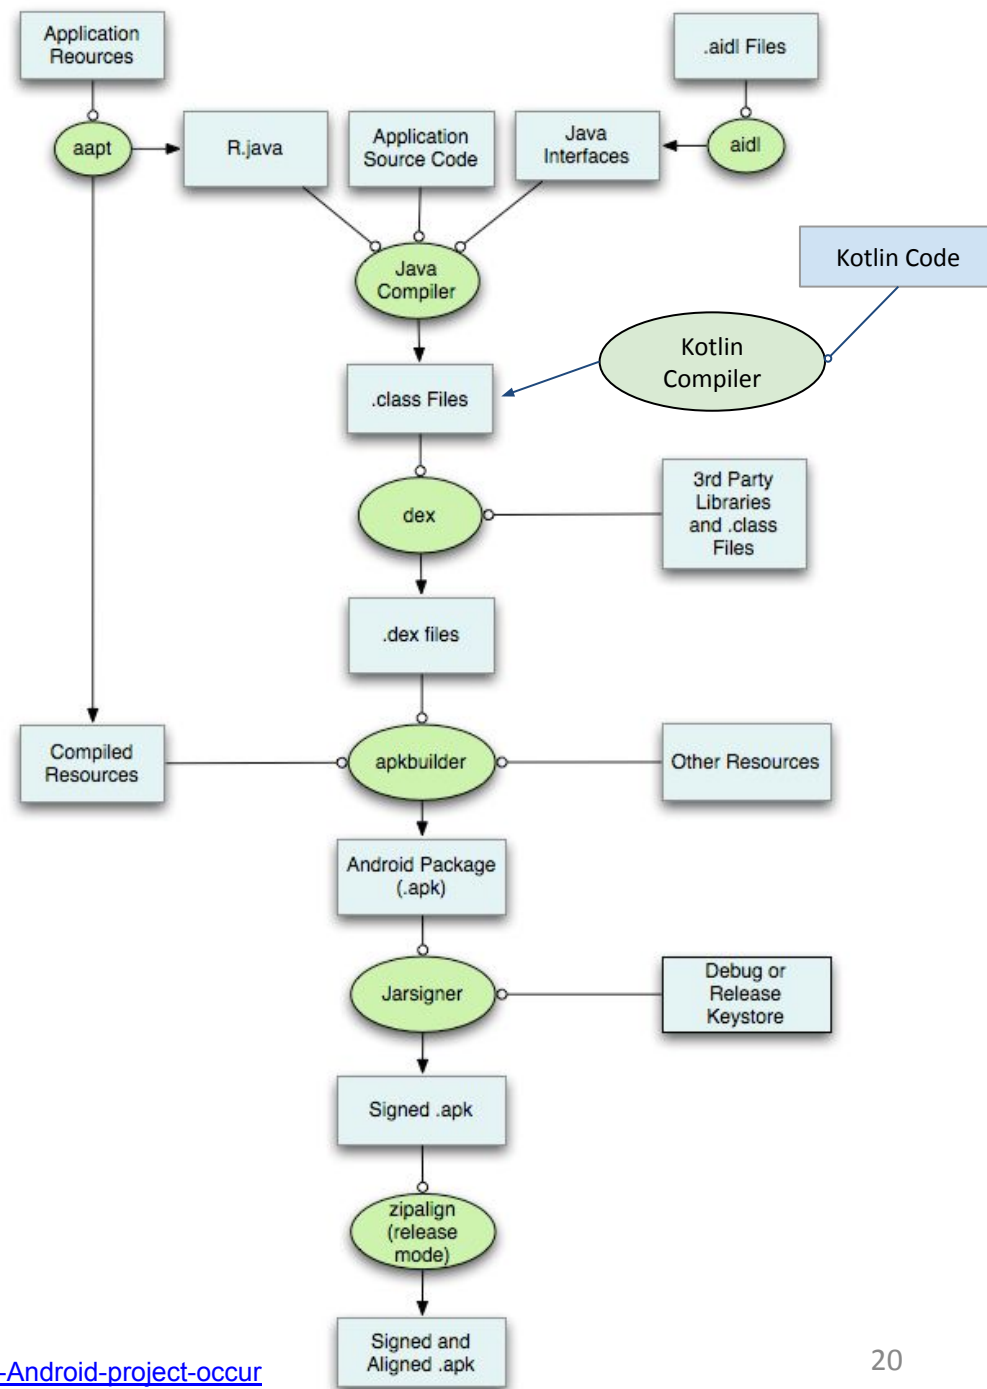 Application
Reources
.aidl Files
aapt
R.java
Application
Source Code
Java
Interfaces
aidl
Java
Compiler
Kotlin Code
Kotlin
Compiler
.class Files
dex
3rd Party
Libraries
and .class
Files
.dex files
Compiled
Resources
apkbuilder
Other Resources
Android Package
(.apk)
Jarsigner
Debug or
Release
Keystore
Signed .apk
zipalign
(release
mode)
Signed and
Aligned .apk
-Android-project-occur
20